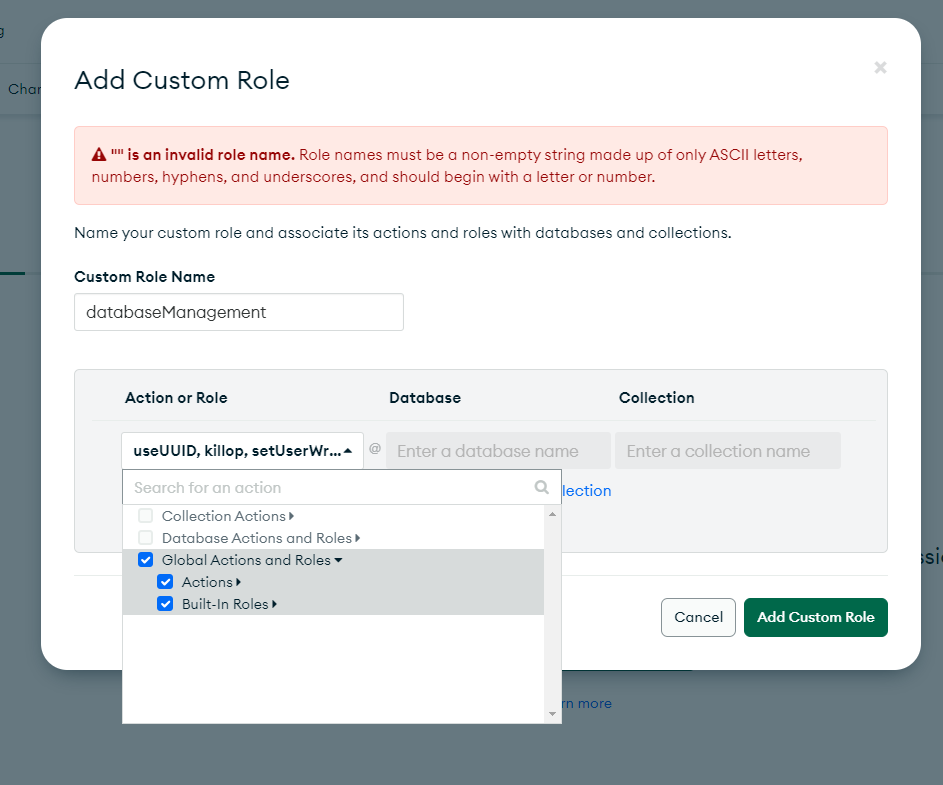 Add Custom Role
"" is an invalid role name. Role names must be a non-empty string made up of only ASCII letters,
numbers, hyphens, and underscores, and should begin with a letter or number.
Name your custom role and associate its actions and roles with databases and collections.
Custom Role Name
databaseManagement
Action or Role Database Collection
useUUID, killop, setUserWr... @ Enter a database name Enter a collection name
Search for an action
lection
Collection Actions
Database Actions and Roles
Global Actions and Roles
Actions
Built-In Roles
Cancel Add Custom Role
rn more